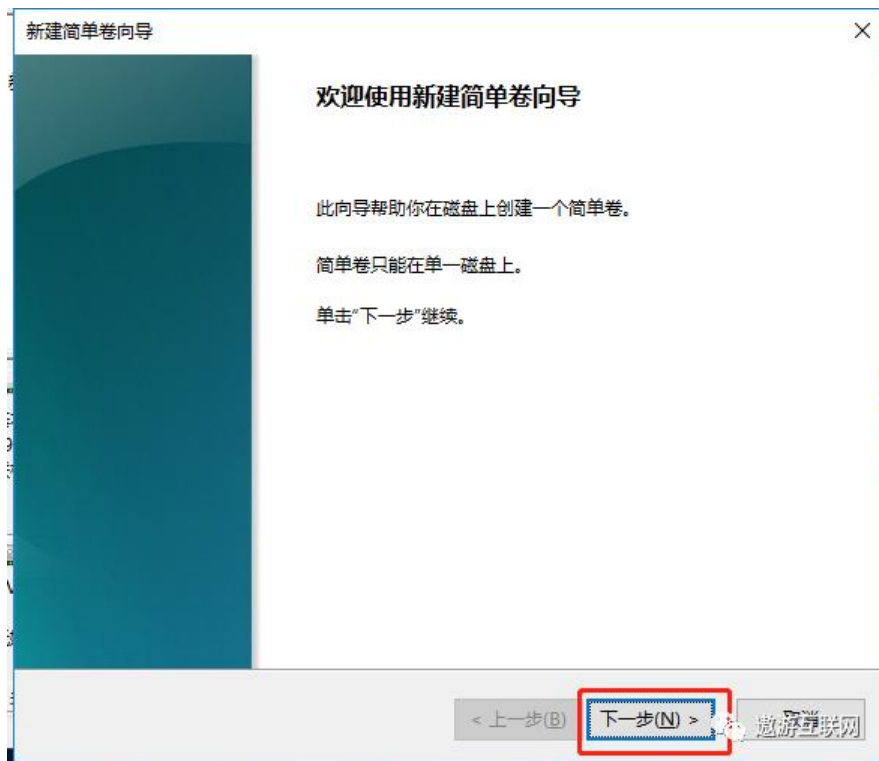 新建简单卷向导
欢迎使用新建简单卷向导
此向导帮助你在磁盘上创建一个简单卷。
简单卷只能在单一磁盘上。
单击“下一步”继续。
< 上一步(B)
下一步(N) >
取消
遨游互联网